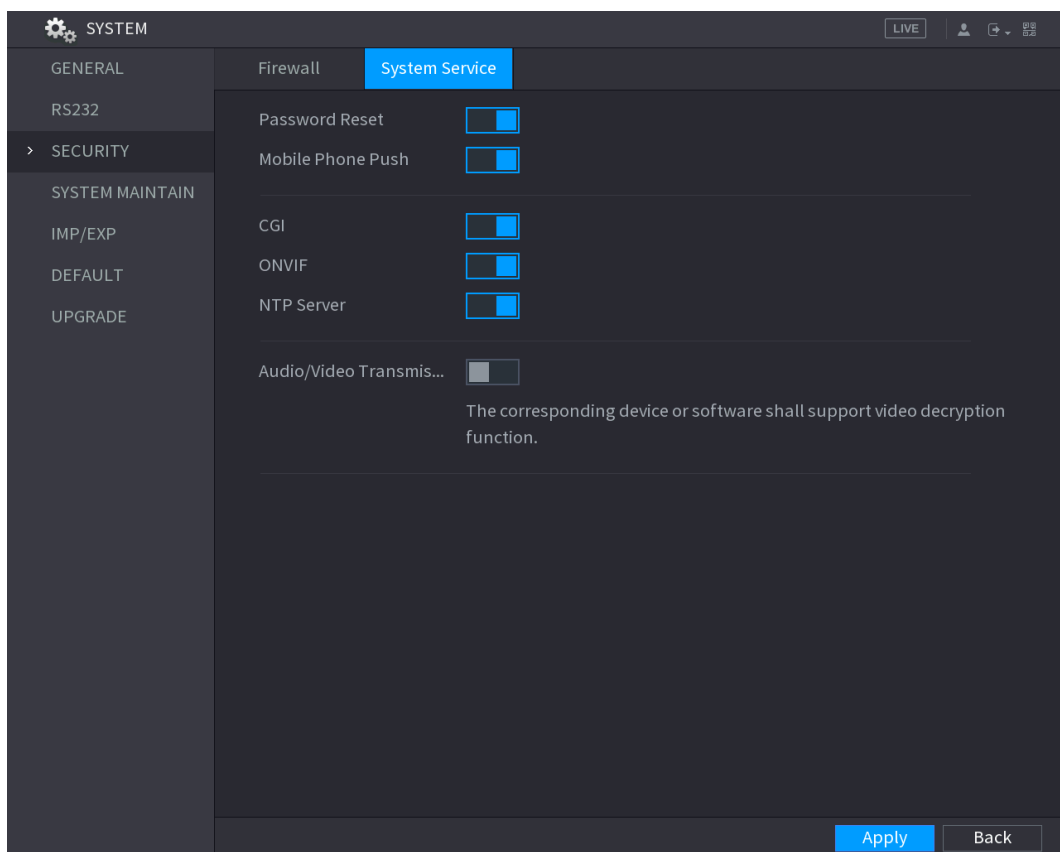 SYSTEM
LIVE
GENERAL
RS232
SECURITY
SYSTEM MAINTAIN
IMP/EXP
DEFAULT
UPGRADE
Firewall
System Service
Password Reset
Mobile Phone Push
CGI
ONVIF
NTP Server
Audio/Video Transmis...
The corresponding device or software shall support video decryption
function.
Apply
Back